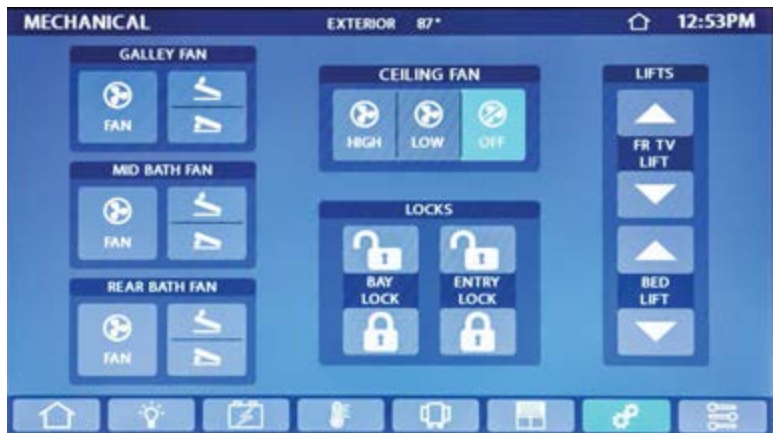 MECHANICAL
EXTERIOR 87°
12:53PM
GALLEY FAN
FAN
MID BATH FAN
FAN
REAR BATH FAN
FAN
CEILING FAN
HIGH
LOW
OFF
LOCKS
BAY
LOCK
ENTRY
LOCK
LIFTS
FR TV
LIFT
BED
LIFT